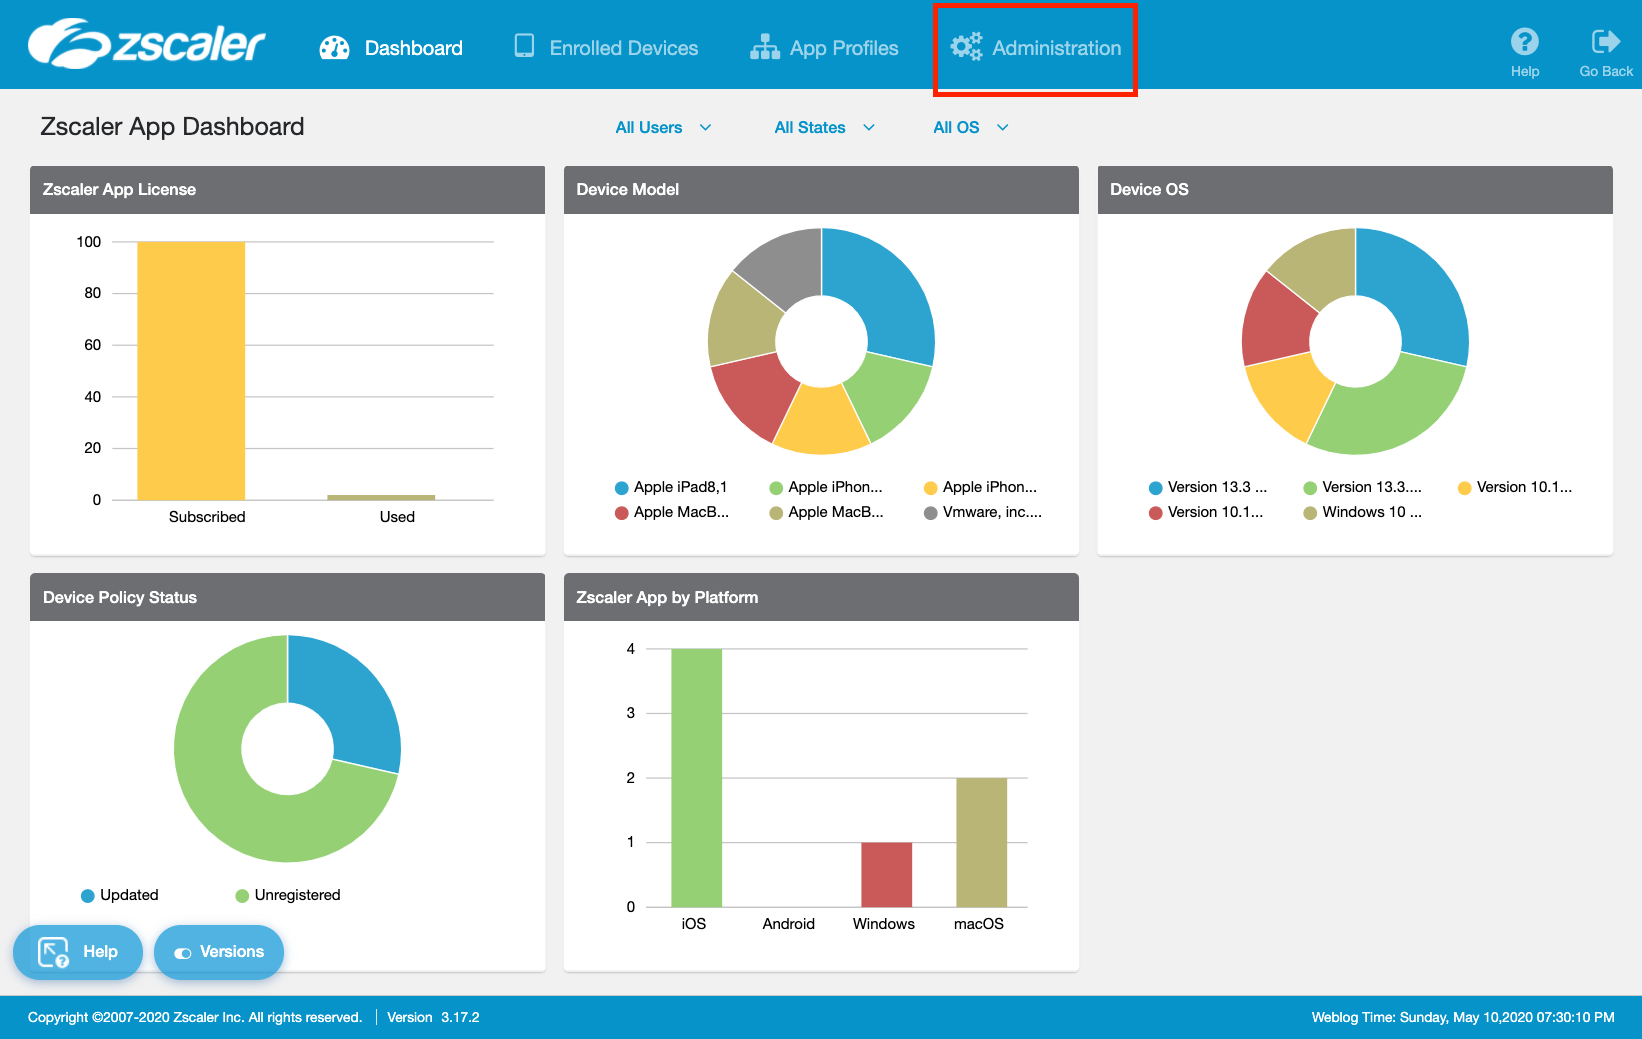 zscaler
Dashboard
Enrolled Devices
App Profiles
Administration
Help
Go Back
Zscaler App Dashboard
All Users
All States
All OS
Zscaler App License
100
80
60
40
20
0
Subscribed
Used
Device Model
Apple iPad8,1
Apple iPhon...
Apple iPhon...
Apple MacB...
Apple MacB...
Vmware, inc....
Device OS
Version 13.3 ...
Version 13.3....
Version 10.1...
Version 10.1...
Windows 10 ...
Device Policy Status
Updated
Unregistered
Zscaler App by Platform
4
3
2
1
0
iOS
Android
Windows
macOS
Help
Versions
Copyright ©2007-2020 Zscaler Inc. All rights reserved.
Version 3.17.2
Weblog Time: Sunday, May 10,2020 07:30:10 PM